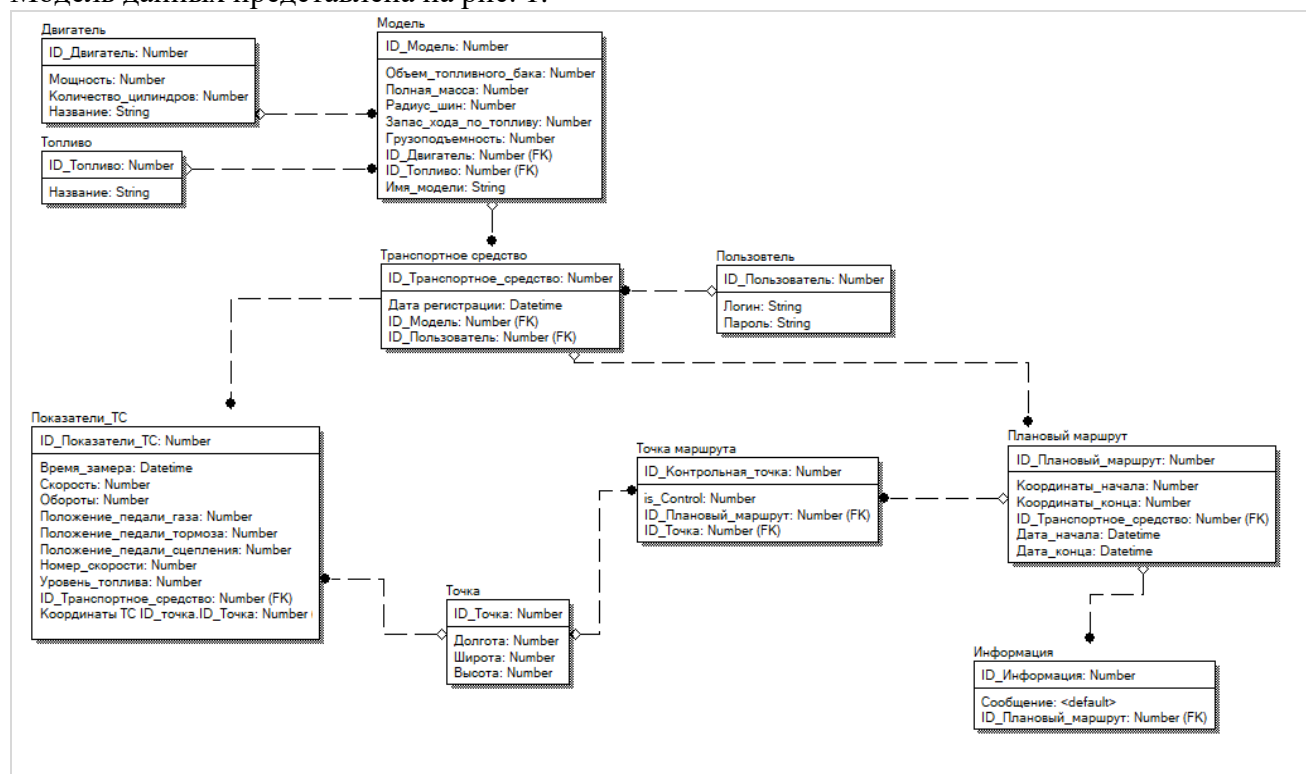 Модель данных представлена на рис. 1.
Двигатель
ID_Двигатель: Number
Мощность: Number
Количество_цилиндров: Number
Название: String
Топливо
ID_Топливо: Number
Название: String
Модель
ID_Модель: Number
Объем_топливного_бака: Number
Полная_масса: Number
Радиус_шин: Number
Запас_хода_по_топливу: Number
Грузоподъемность: Number
ID_Двигатель: Number (FK)
ID_Топливо: Number (FK)
Имя_модели: String
Транспортное средство
ID_Транспортное_средство: Number
Дата регистрации: Datetime
ID_Модель: Number (FK)
ID_Пользователь: Number (FK)
Пользовтель
ID_Пользователь: Number
Логин: String
Пароль: String
Показатели_ТС
ID_Показатели_ТС: Number
Время_замера: Datetime
Скорость: Number
Обороты: Number
Положение_педали_газа: Number
Положение_педали_тормоза: Number
Положение_педали_сцепления: Number
Номер_скорости: Number
Уровень_топлива: Number
ID_Транспортное_средство: Number (FK)
Координаты ТС ID_точка.ID_Точка: Number (
Точка
ID_Точка: Number
Долгота: Number
Широта: Number
Высота: Number
Точка маршрута
ID_Контрольная_точка: Number
is_Control: Number
ID_Плановый_маршрут: Number (FK)
ID_Точка: Number (FK)
Плановый маршрут
ID_Плановый_маршрут: Number
Координаты_начала: Number
Координаты_конца: Number
ID_Транспортное_средство: Number (FK)
Дата_начала: Datetime
Дата_конца: Datetime
Информация
ID_Информация: Number
Сообщение: <default>
ID_Плановый_маршрут: Number (FK)